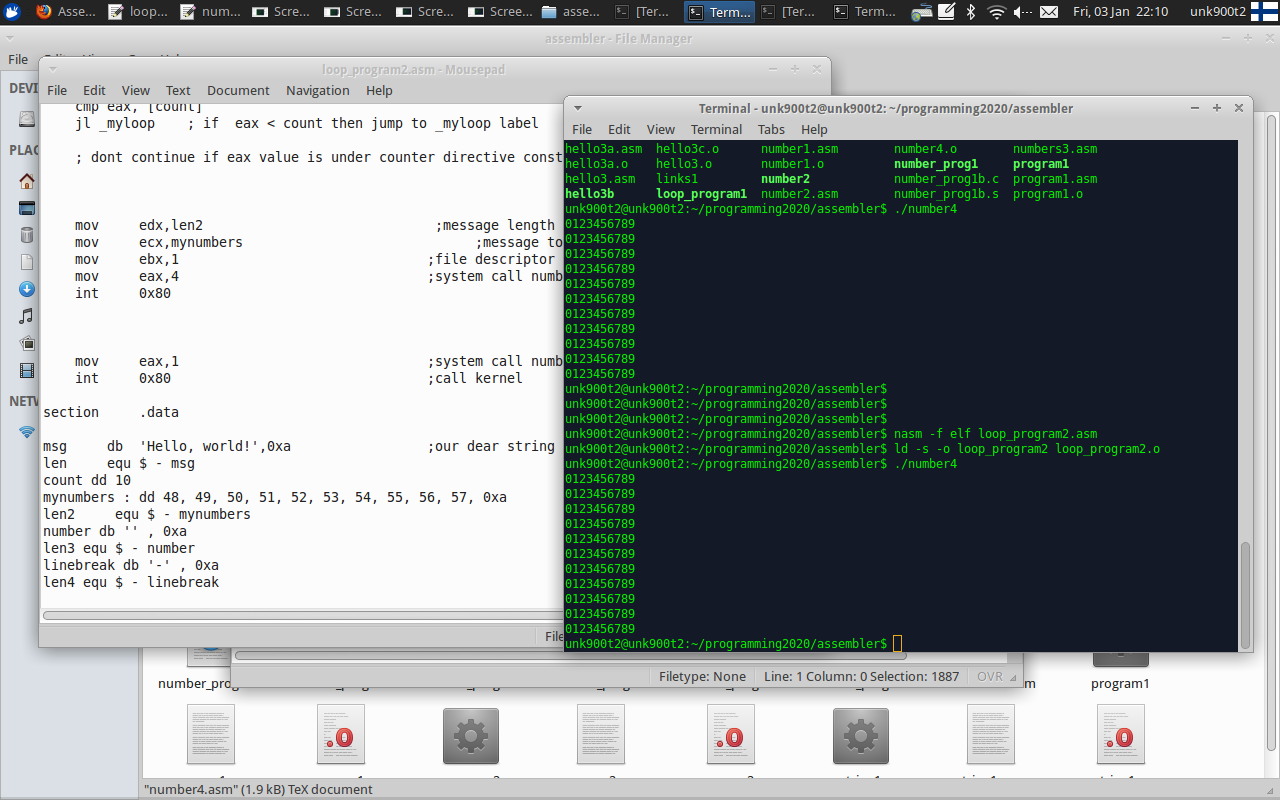 Asse... loop... num... Scre... Scre... Scre... Scree... asse... [Ter... Term... [Ter... Term... Fri, 03 Jan 22:10 unk900t2
assembler - File Manager
File
DEVI
PLAC
NETW
loop_program2.asm - Mousepad
File Edit View Text Document Navigation Help
cmp eax, [count]
jl _myloop ; if eax < count then jump to _myloop label
; dont continue if eax value is under counter directive const
mov edx,len2 ;message length
mov ecx,mynumbers ;message to
mov ebx,1 ;file descriptor
mov eax,4 ;system call numb
int 0x80
mov eax,1 ;system call numb
int 0x80 ;call kernel
section .data
msg db 'Hello, world!',0xa ;our dear string
len equ $ - msg
count dd 10
mynumbers : dd 48, 49, 50, 51, 52, 53, 54, 55, 56, 57, 0xa
len2 equ $ - mynumbers
number db '' , 0xa
len3 equ $ - number
linebreak db '-' , 0xa
len4 equ $ - linebreak
File
Terminal - unk900t2@unk900t2: ~/programming2020/assembler
File Edit View Terminal Tabs Help
hello3a.asm hello3c.o number1.asm number4.o numbers3.asm
hello3a.o hello3.o number1.o number_prog1 program1
hello3.asm links1 number2 number_prog1b.c program1.asm
hello3b loop_program1 number2.asm number_prog1b.s program1.o
unk900t2@unk900t2:~/programming2020/assembler$ ./number4
0123456789
0123456789
0123456789
0123456789
0123456789
0123456789
0123456789
0123456789
0123456789
0123456789
0123456789
unk900t2@unk900t2:~/programming2020/assembler$
unk900t2@unk900t2:~/programming2020/assembler$
unk900t2@unk900t2:~/programming2020/assembler$
unk900t2@unk900t2:~/programming2020/assembler$ nasm -f elf loop_program2.asm
unk900t2@unk900t2:~/programming2020/assembler$ ld -s -o loop_program2 loop_program2.o
unk900t2@unk900t2:~/programming2020/assembler$ ./number4
0123456789
0123456789
0123456789
0123456789
0123456789
0123456789
0123456789
0123456789
0123456789
0123456789
0123456789
unk900t2@unk900t2:~/programming2020/assembler$
Filetype: None Line: 1 Column: 0 Selection: 1887 OVR
number_prog
program1
"number4.asm" (1.9 kB) TeX document